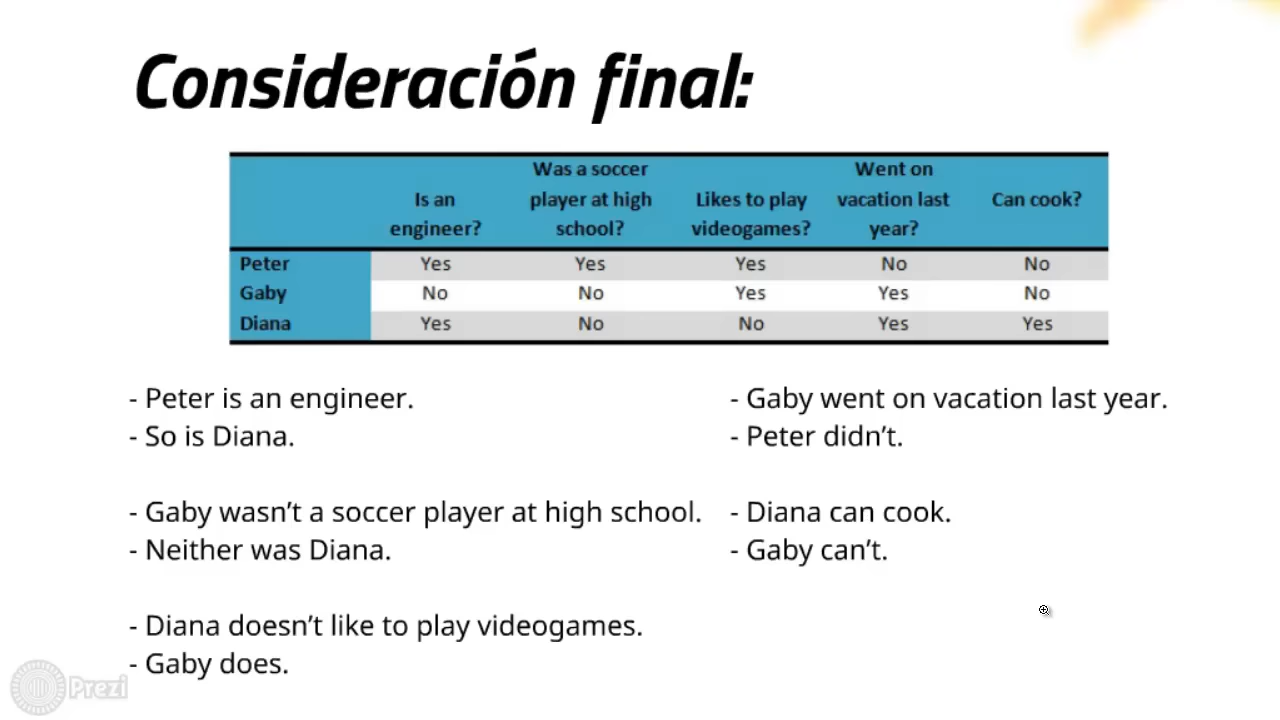 Consideración final:
Is an engineer? Was a soccer player at high school? Likes to play videogames? Went on vacation last year? Can cook?
Peter Yes Yes Yes No No
Gaby No No Yes Yes No
Diana Yes No No Yes Yes
- Peter is an engineer.
- So is Diana.
- Gaby wasn’t a soccer player at high school.
- Neither was Diana.
- Diana doesn’t like to play videogames.
- Gaby does.
- Gaby went on vacation last year.
- Peter didn’t.
- Diana can cook.
- Gaby can’t.
Prezi